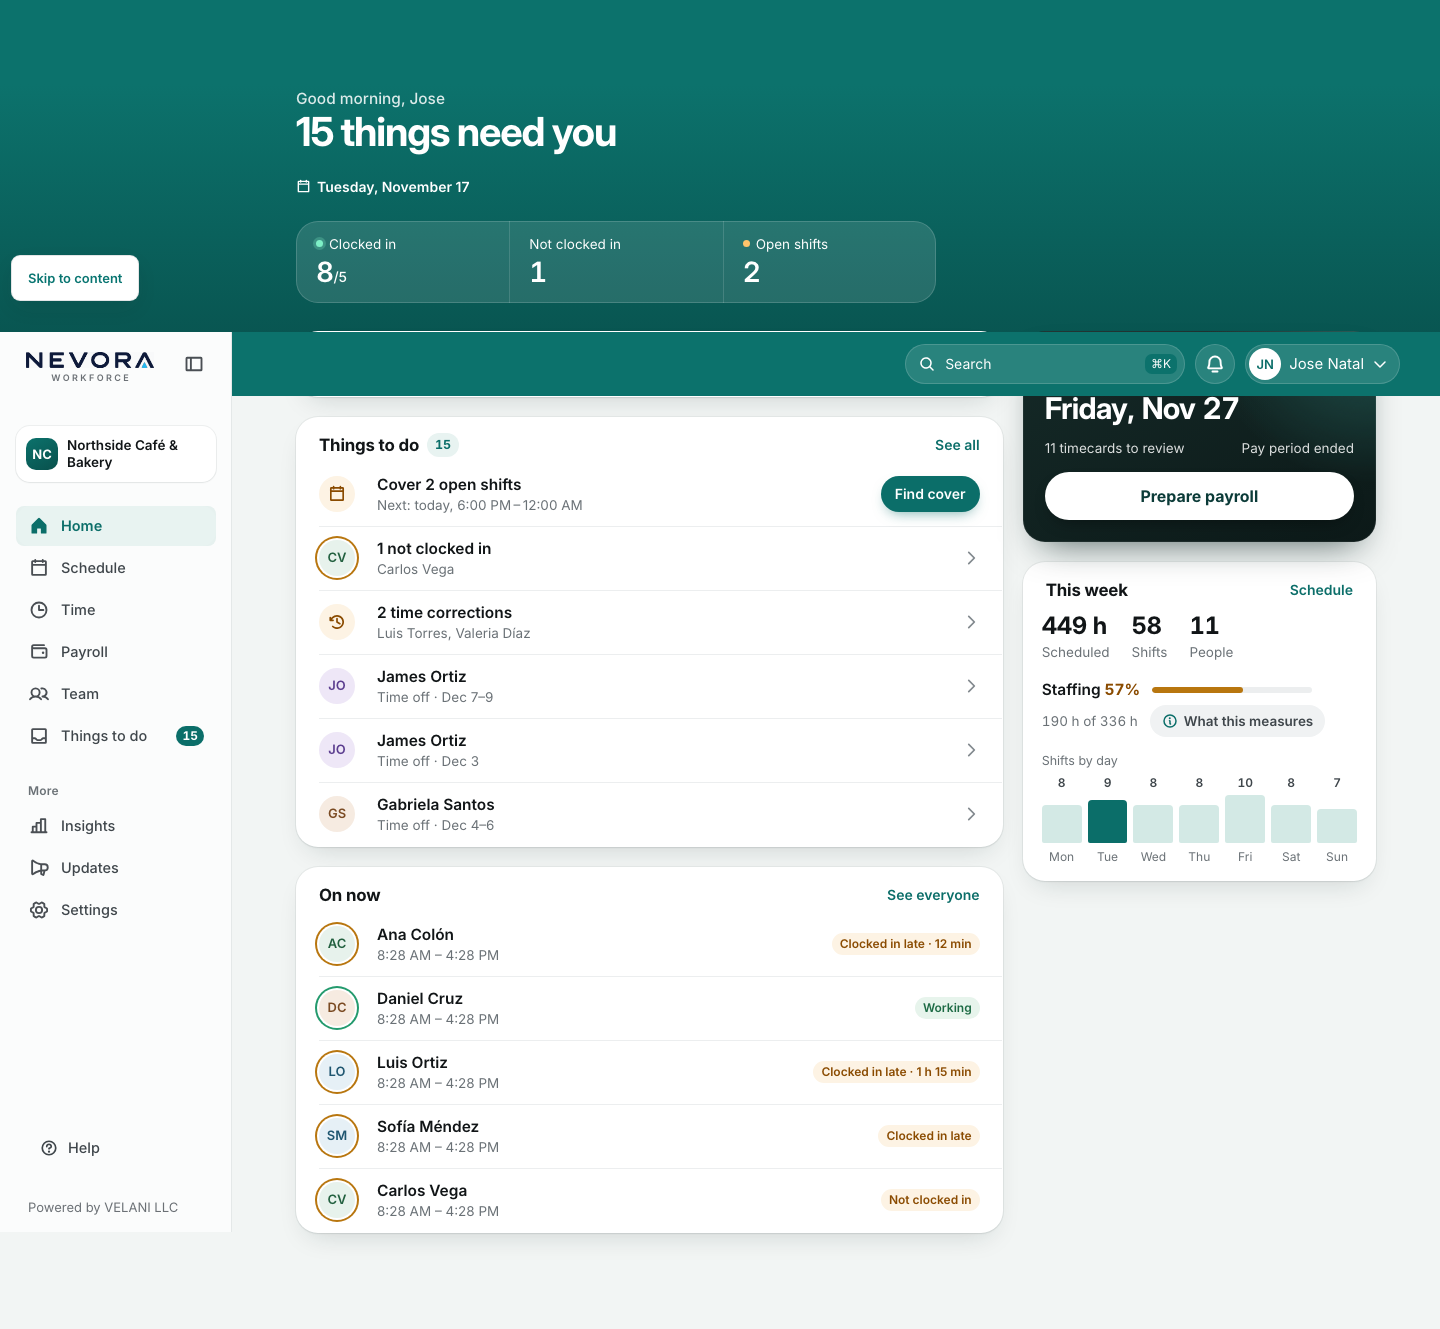 Good morning, Jose
15 things need you
Tuesday, November 17
Clocked in
8/5
Not clocked in
1
Open shifts
2
Skip to content
NEVORA
WORKFORCE
Search
⌘K
JN
Jose Natal
NC
Northside Café &
Bakery
Home
Schedule
Time
Payroll
Team
Things to do
15
More
Insights
Updates
Settings
Help
Powered by VELANI LLC
Things to do
15
See all
Cover 2 open shifts
Next: today, 6:00 PM – 12:00 AM
Find cover
CV
1 not clocked in
Carlos Vega
2 time corrections
Luis Torres, Valeria Díaz
JO
James Ortiz
Time off · Dec 7–9
JO
James Ortiz
Time off · Dec 3
GS
Gabriela Santos
Time off · Dec 4–6
On now
See everyone
AC
Ana Colón
8:28 AM – 4:28 PM
Clocked in late · 12 min
DC
Daniel Cruz
8:28 AM – 4:28 PM
Working
LO
Luis Ortiz
8:28 AM – 4:28 PM
Clocked in late · 1 h 15 min
SM
Sofía Méndez
8:28 AM – 4:28 PM
Clocked in late
CV
Carlos Vega
8:28 AM – 4:28 PM
Not clocked in
Friday, Nov 27
11 timecards to review
Pay period ended
Prepare payroll
This week
Schedule
449 h
58
11
Scheduled
Shifts
People
Staffing 57%
190 h of 336 h
What this measures
Shifts by day
8 9 8 8 10 8 7
Mon Tue Wed Thu Fri Sat Sun